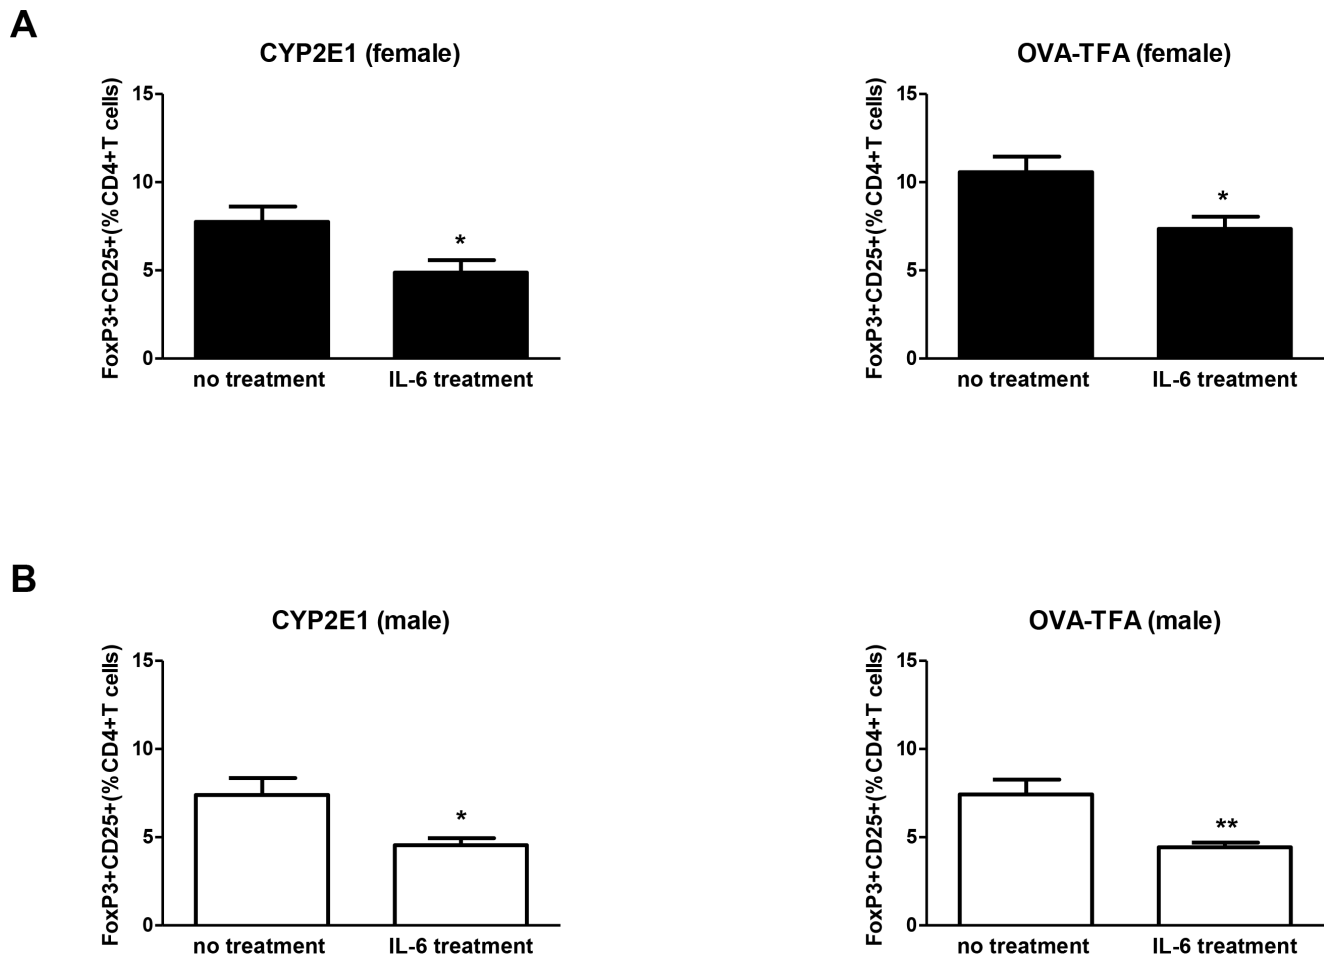 A
CYP2E1 (female)
FoxP3+CD25+(%CD4+T cells)
15
10
5
0
*
no treatment
IL-6 treatment
OVA-TFA (female)
FoxP3+CD25+(%CD4+T cells)
15
10
5
0
*
no treatment
IL-6 treatment
B
CYP2E1 (male)
FoxP3+CD25+(%CD4+T cells)
15
10
5
0
*
no treatment
IL-6 treatment
OVA-TFA (male)
FoxP3+CD25+(%CD4+T cells)
15
10
5
0
**
no treatment
IL-6 treatment